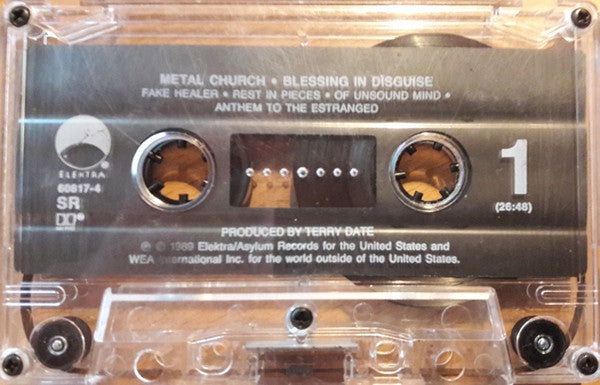 METAL CHURCH • BLESSING IN DISGUISE
FAKE HEALER • REST IN PIECES • OF UNSOUND MIND •
ANTHEM TO THE ESTRANGED
ELEKTRA
60817-4
SR
1
(26:48)
PRODUCED BY TERRY DATE
℗ © 1989 Elektra/Asylum Records for the United States and
WEA International Inc. for the world outside of the United States.